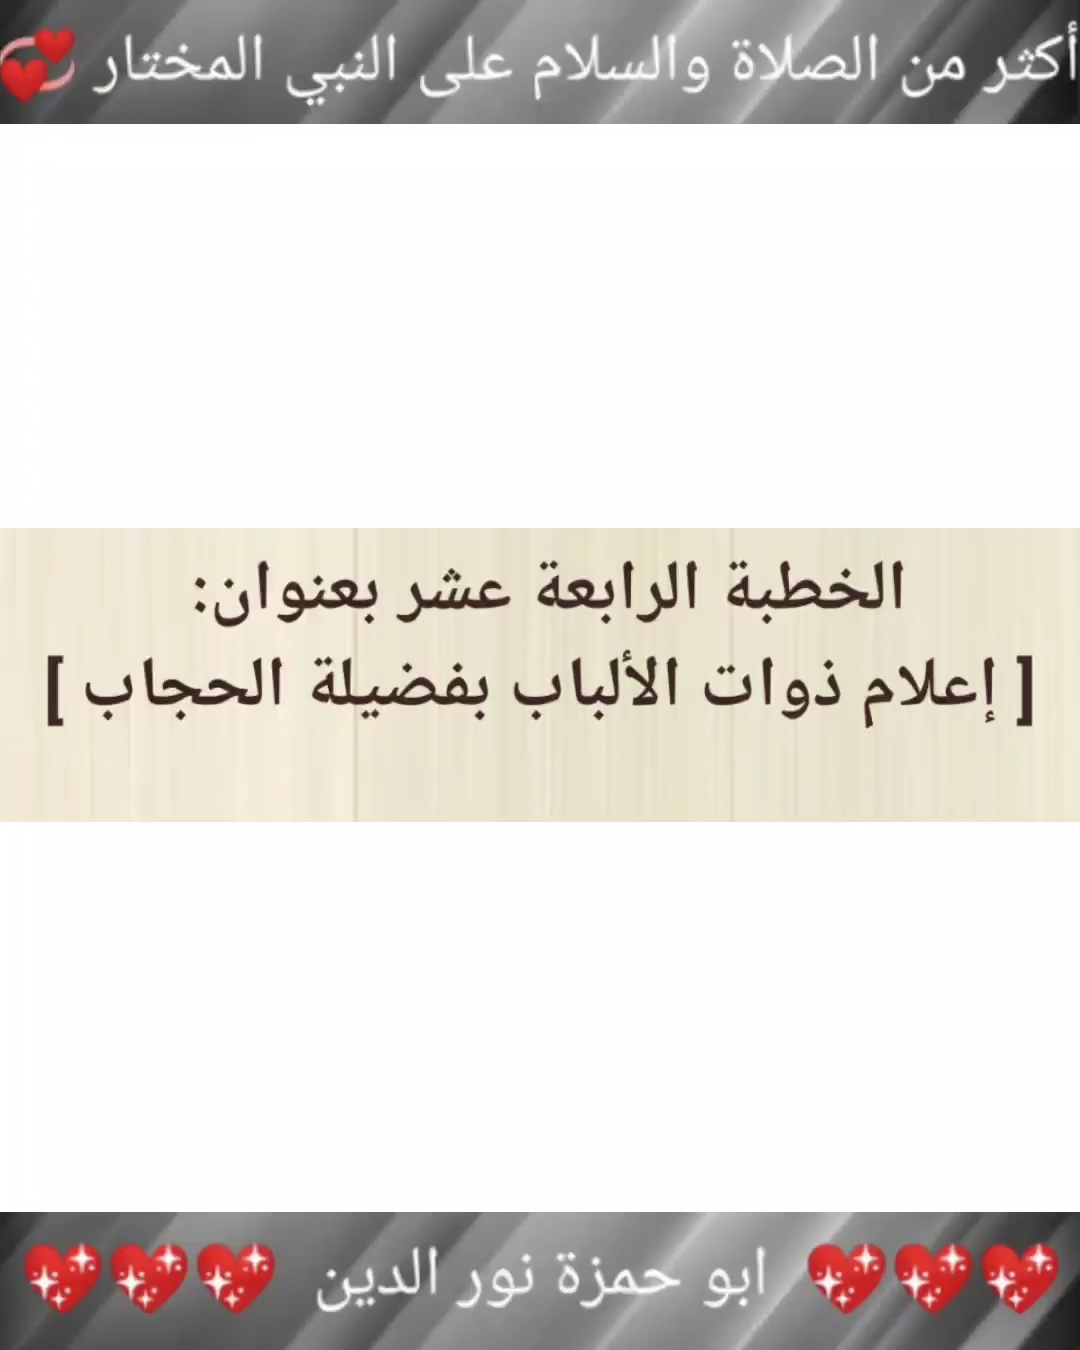 أكثر من الصلاة والسلام على النبي المختار 💞
الخطبة الرابعة عشر بعنوان:
[ إعلام ذوات الألباب بفضيلة الحجاب ]
💖💖💖 ابو حمزة نور الدين 💖💖💖